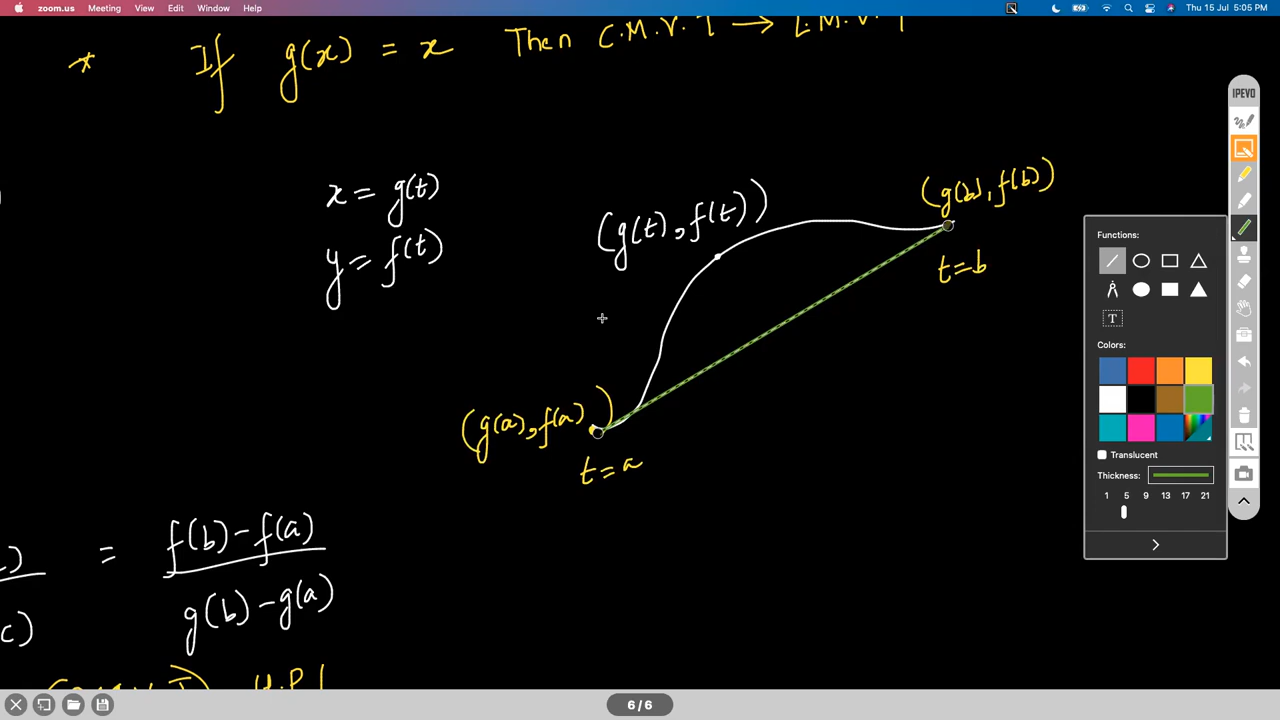 zoom.us Meeting View Edit Window Help Thu 15 Jul 5:05 PM
* If g(x) = x Then C.M.V.T → L.M.V.T
x = g(t)
y = f(t)
(g(t), f(t))
(g(b), f(b))
t=b
(g(a), f(a))
t=a
= f(b)-f(a)
g(b)-g(a)
c)
IPEVO
Functions:
T
Colors:
Translucent
Thickness:
1 5 9 13 17 21
6/6